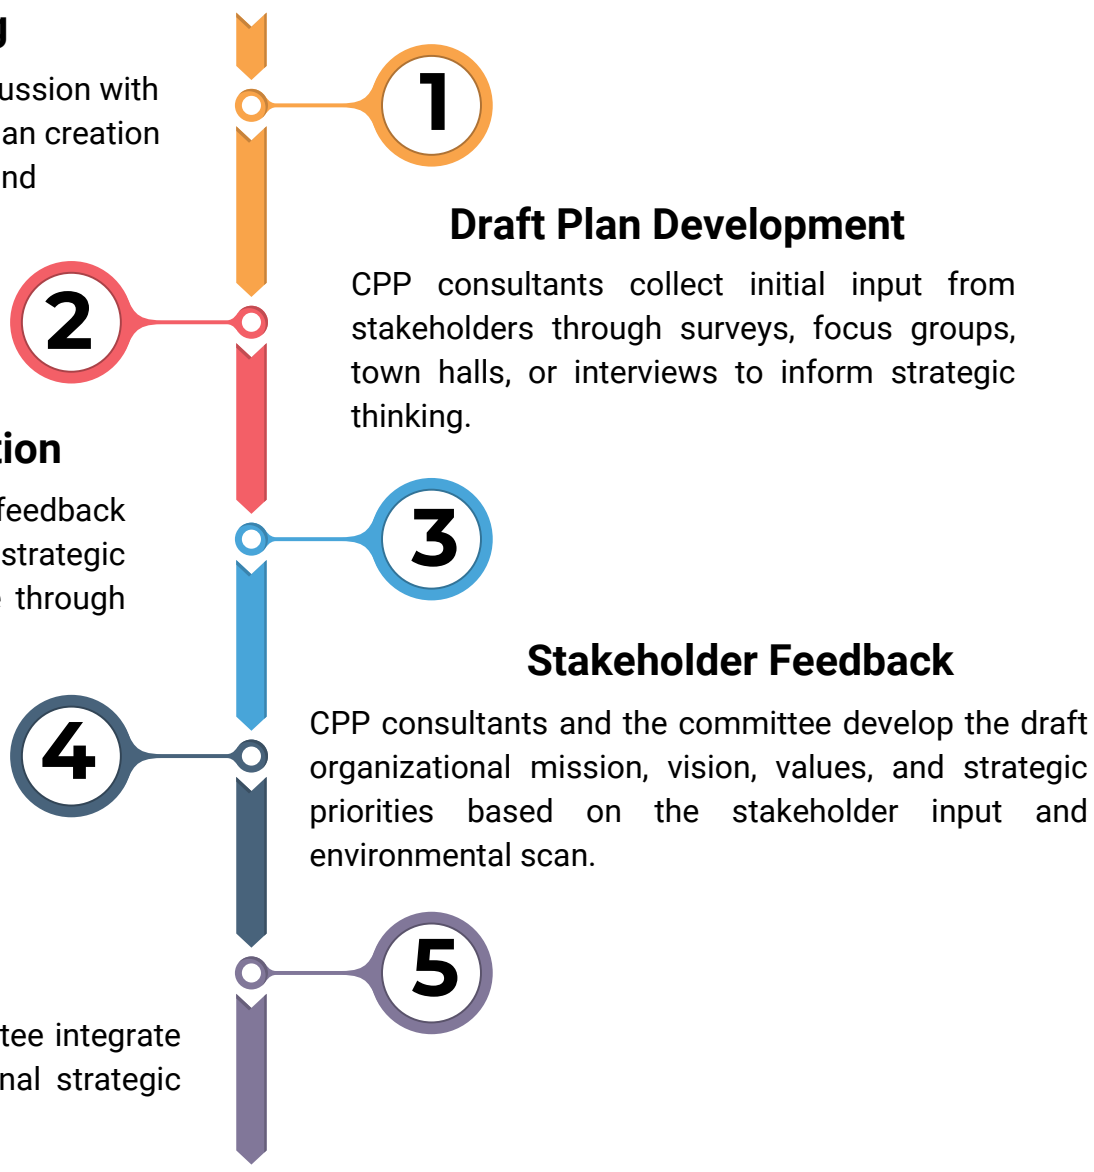 g
ussion with
an creation
nd
1
Draft Plan Development
CPP consultants collect initial input from
stakeholders through surveys, focus groups,
town halls, or interviews to inform strategic
thinking.
2
tion
feedback
strategic
through
3
Stakeholder Feedback
CPP consultants and the committee develop the draft
organizational mission, vision, values, and strategic
priorities based on the stakeholder input and
environmental scan.
4
5
tee integrate
nal strategic